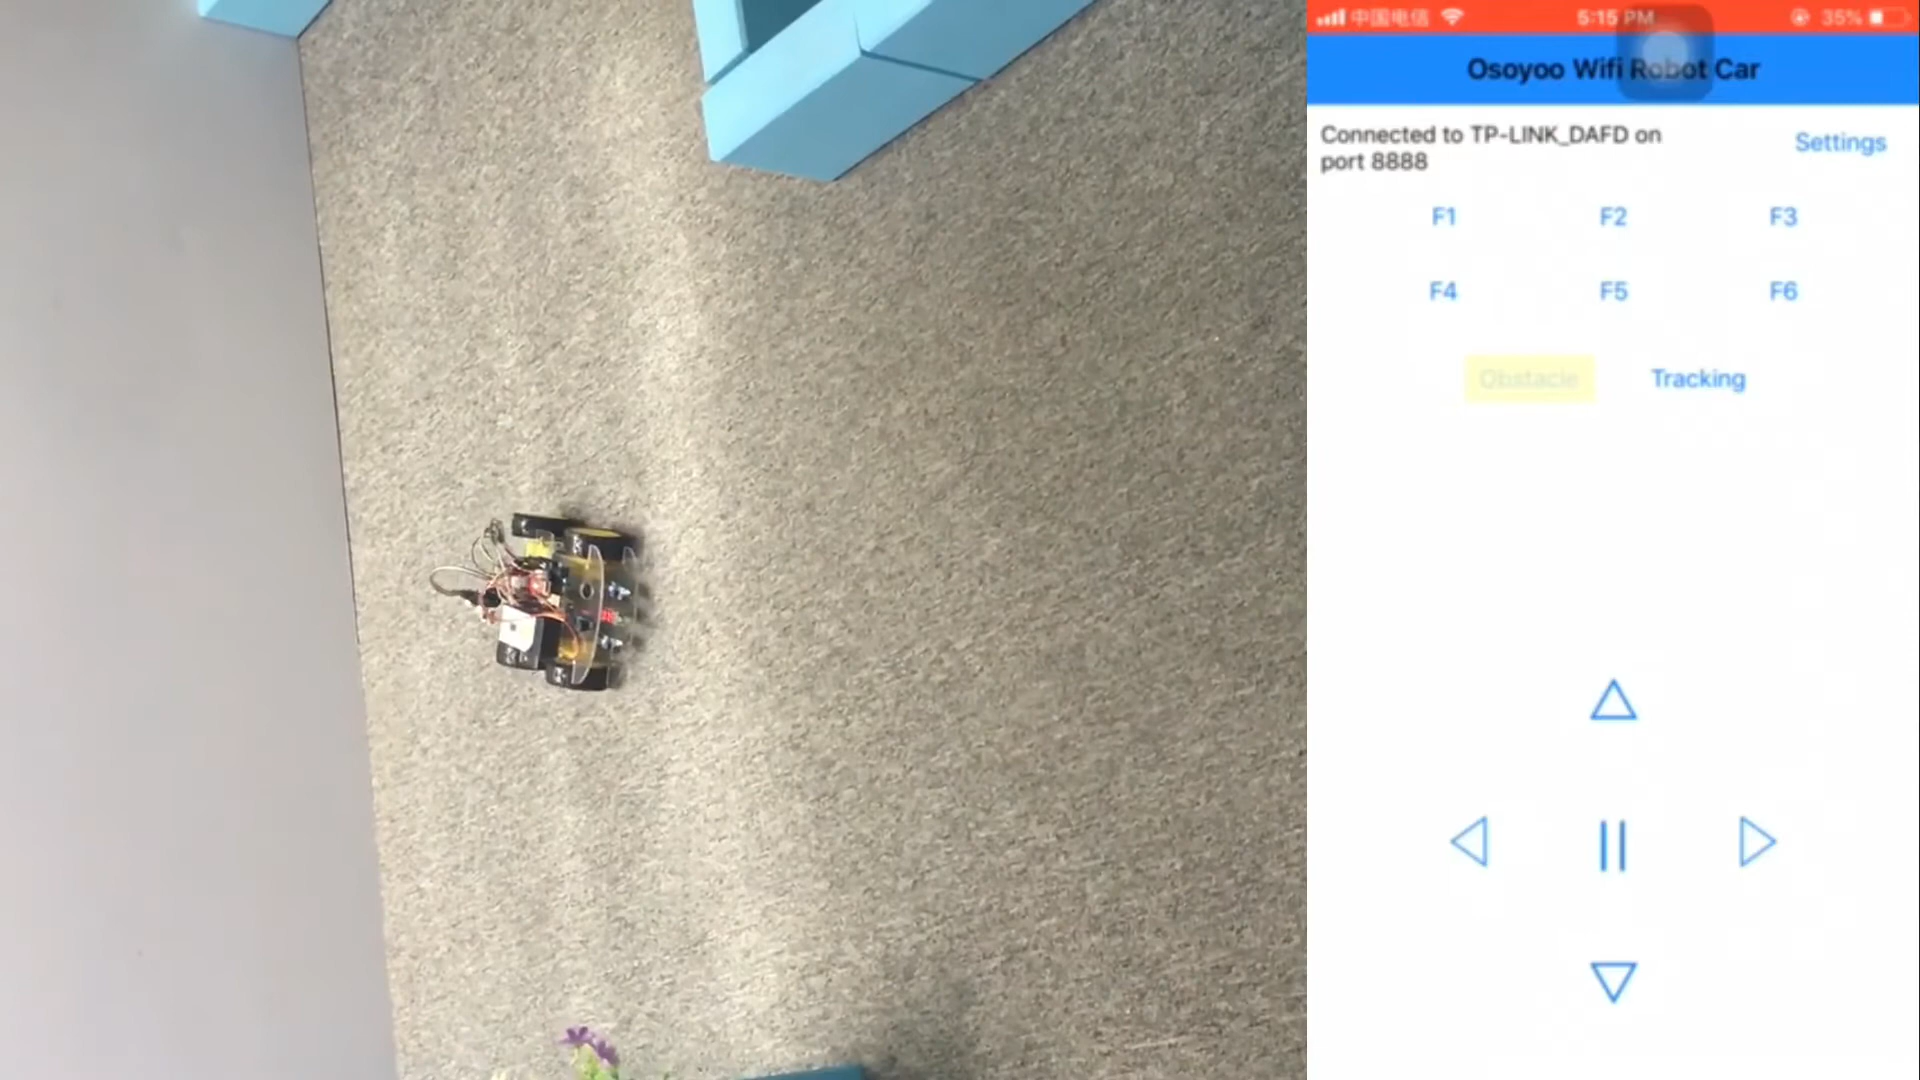 中国电信
5:15 PM
35%
Osoyoo Wifi Robot Car
Connected to TP-LINK_DAFD on
port 8888
Settings
F1 F2 F3
F4 F5 F6
Obstacle Tracking